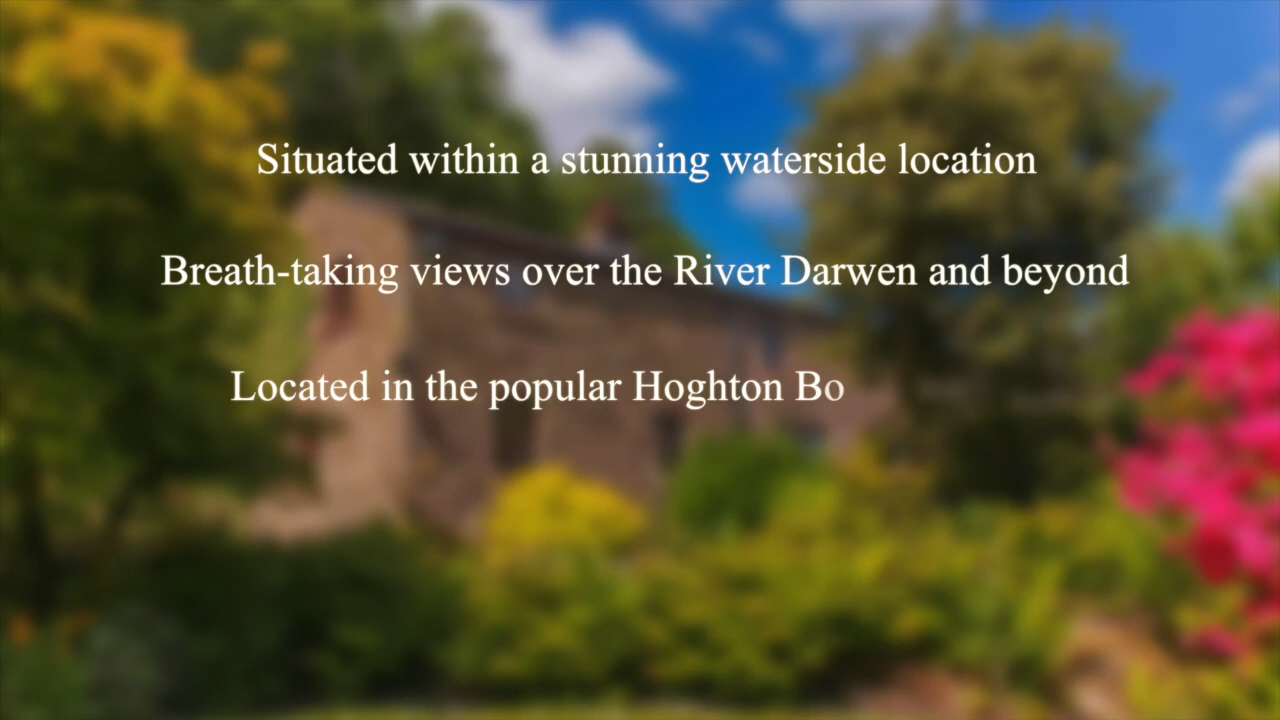 Situated within a stunning waterside location
Breath-taking views over the River Darwen and beyond
Located in the popular Hoghton Bo